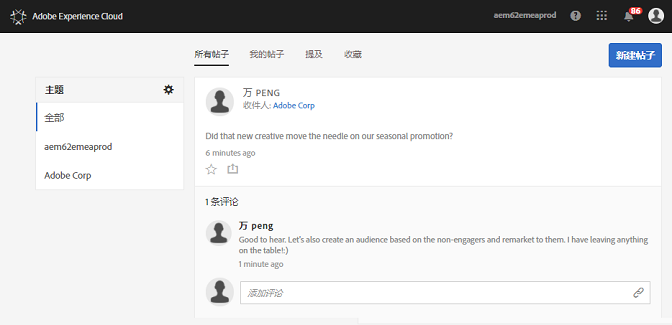 Adobe Experience Cloud
aem62emeaprod
86
所有帖子 我的帖子 提及 收藏
新建帖子
主题
全部
aem62emeaprod
Adobe Corp
万 PENG
收件人: Adobe Corp
Did that new creative move the needle on our seasonal promotion?
6 minutes ago
1 条评论
万 peng
Good to hear. Let's also create an audience based on the non-engagers and remarket to them. I have leaving anything
on the table!:)
1 minute ago
添加评论